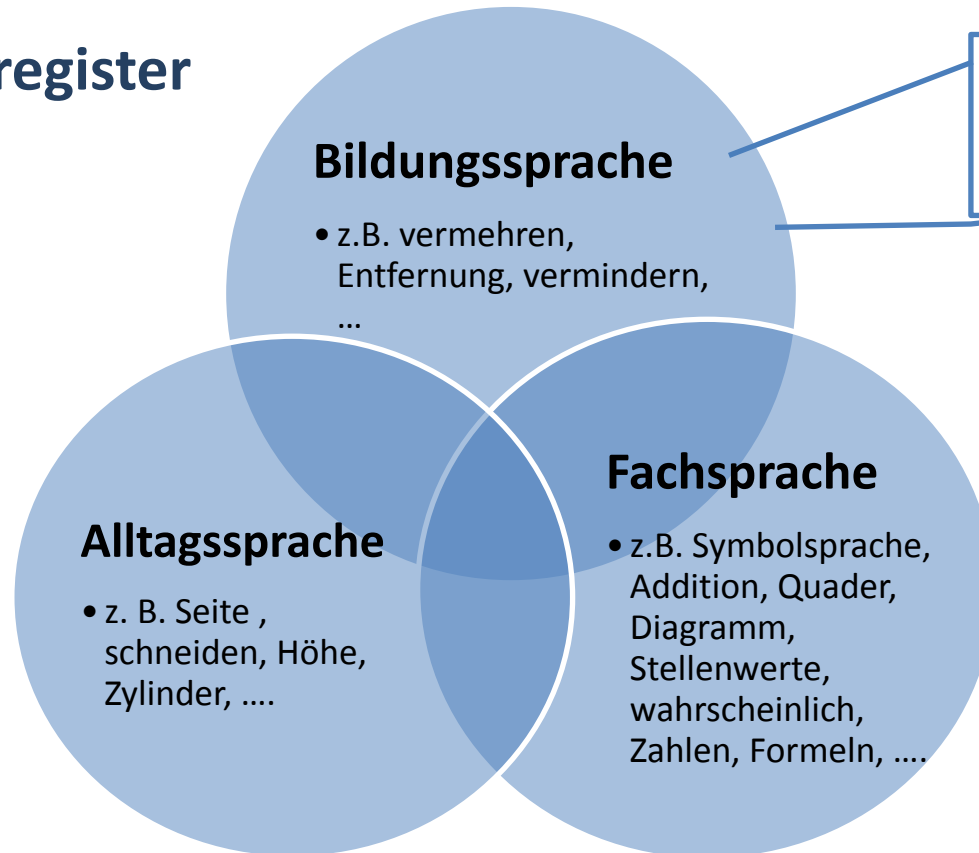 register
Bildungssprache
• z.B. vermehren,
Entfernung, vermindern,
...
Fachsprache
• z.B. Symbolsprache,
Addition, Quader,
Diagramm,
Stellenwerte,
wahrscheinlich,
Zahlen, Formeln, ....
Alltagssprache
• z. B. Seite ,
schneiden, Höhe,
Zylinder, ....